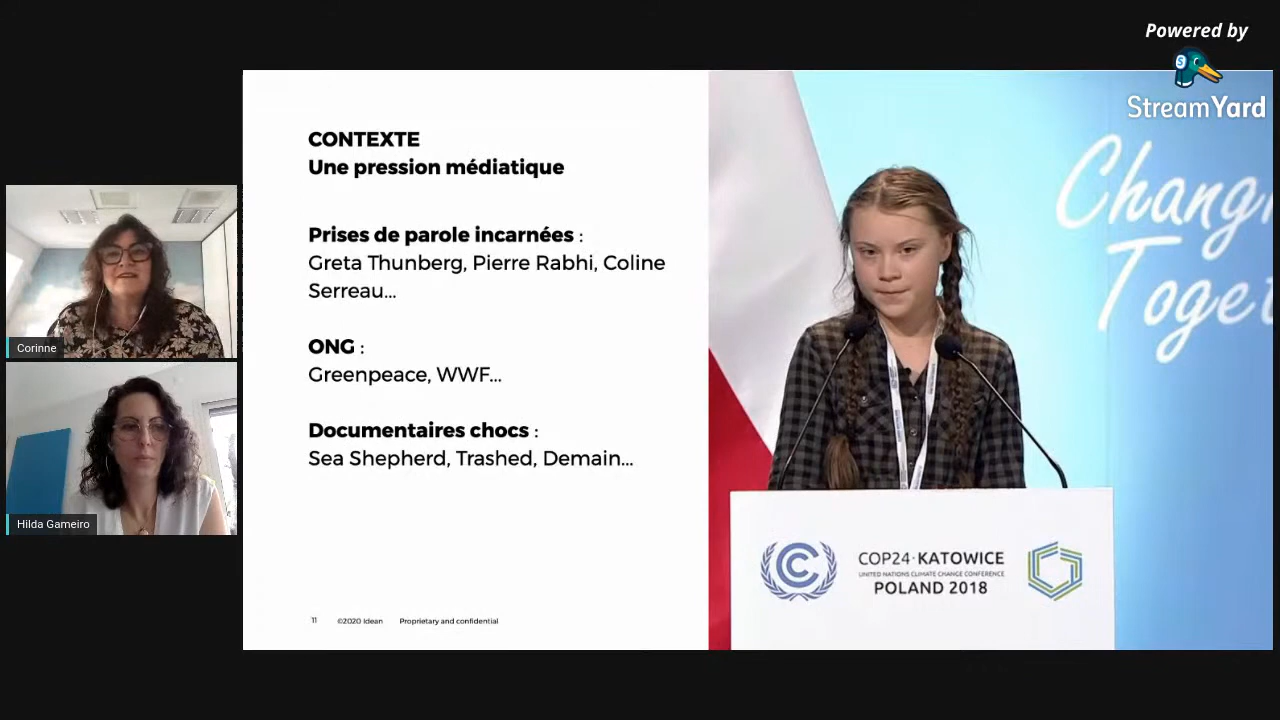 Powered by
StreamYard
CONTEXTE
Une pression médiatique
Prises de parole incarnées :
Greta Thunberg, Pierre Rabhi, Coline
Serreau...
ONG :
Greenpeace, WWF...
Documentaires chocs :
Sea Shepherd, Trashed, Demain...
11 ©2020 Idean Proprietary and confidential
Corinne
Hilda Gameiro
Changi
Toge
COP24·KATOWICE
UNITED NATIONS CLIMATE CHANGE CONFERENCE
POLAND 2018